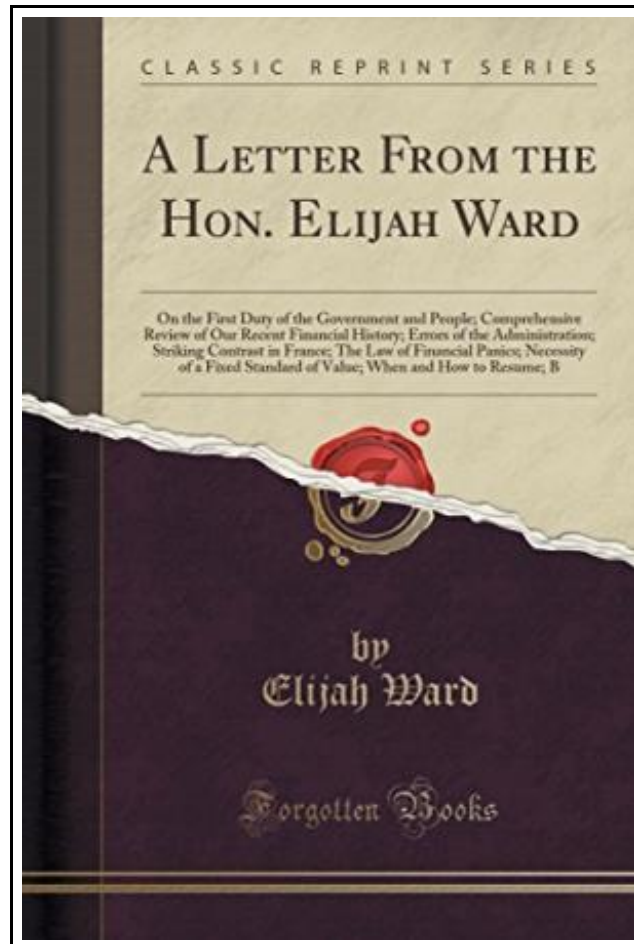 CLASSIC REPRINT SERIES
A LETTER FROM THE
HON. ELIJAH WARD
On the First Duty of the Government and People; Comprehensive
Review of Our Recent Financial History; Errors of the Administration;
Striking Contrast in France; The Law of Financial Panics; Necessity
of a Fixed Standard of Value; When and How to Resume; B
by
Elijah Ward
Forgotten Books